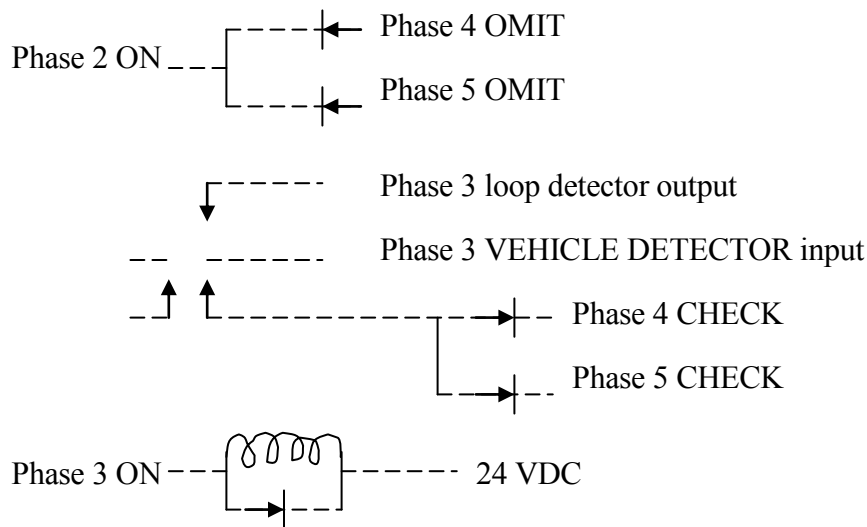 Phase 4 OMIT
Phase 2 ON
Phase 5 OMIT
Phase 3 loop detector output
Phase 3 VEHICLE DETECTOR input
Phase 4 CHECK
Phase 5 CHECK
Phase 3 ON
24 VDC